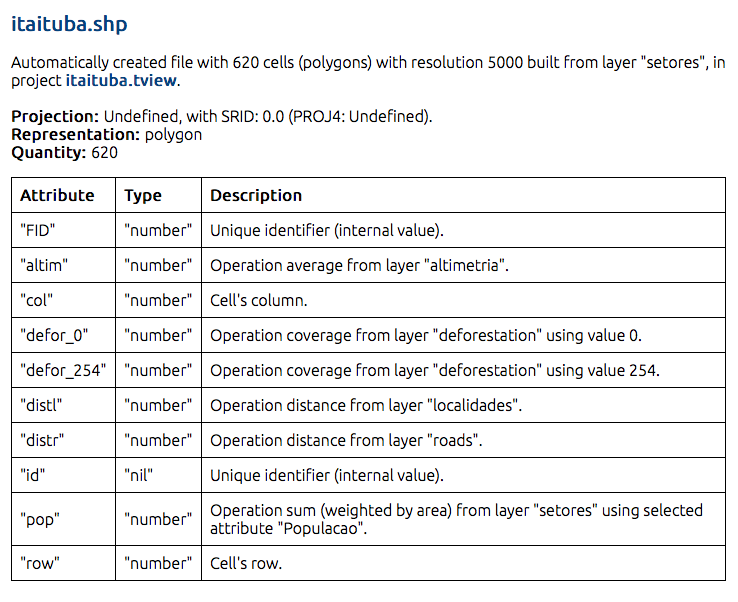 itaituba.shp
Automatically created file with 620 cells (polygons) with resolution 5000 built from layer "setores", in
project itaituba.tview.
Projection: Undefined, with SRID: 0.0 (PROJ4: Undefined).
Representation: polygon
Quantity: 620
Attribute Type Description
"FID" "number" Unique identifier (internal value).
"altim" "number" Operation average from layer "altimetria".
"col" "number" Cell's column.
"defor_0" "number" Operation coverage from layer "deforestation" using value 0.
"defor_254" "number" Operation coverage from layer "deforestation" using value 254.
"distl" "number" Operation distance from layer "localidades".
"distr" "number" Operation distance from layer "roads".
"id" "nil" Unique identifier (internal value).
"pop" "number" Operation sum (weighted by area) from layer "setores" using selected
attribute "Populacao".
"row" "number" Cell's row.